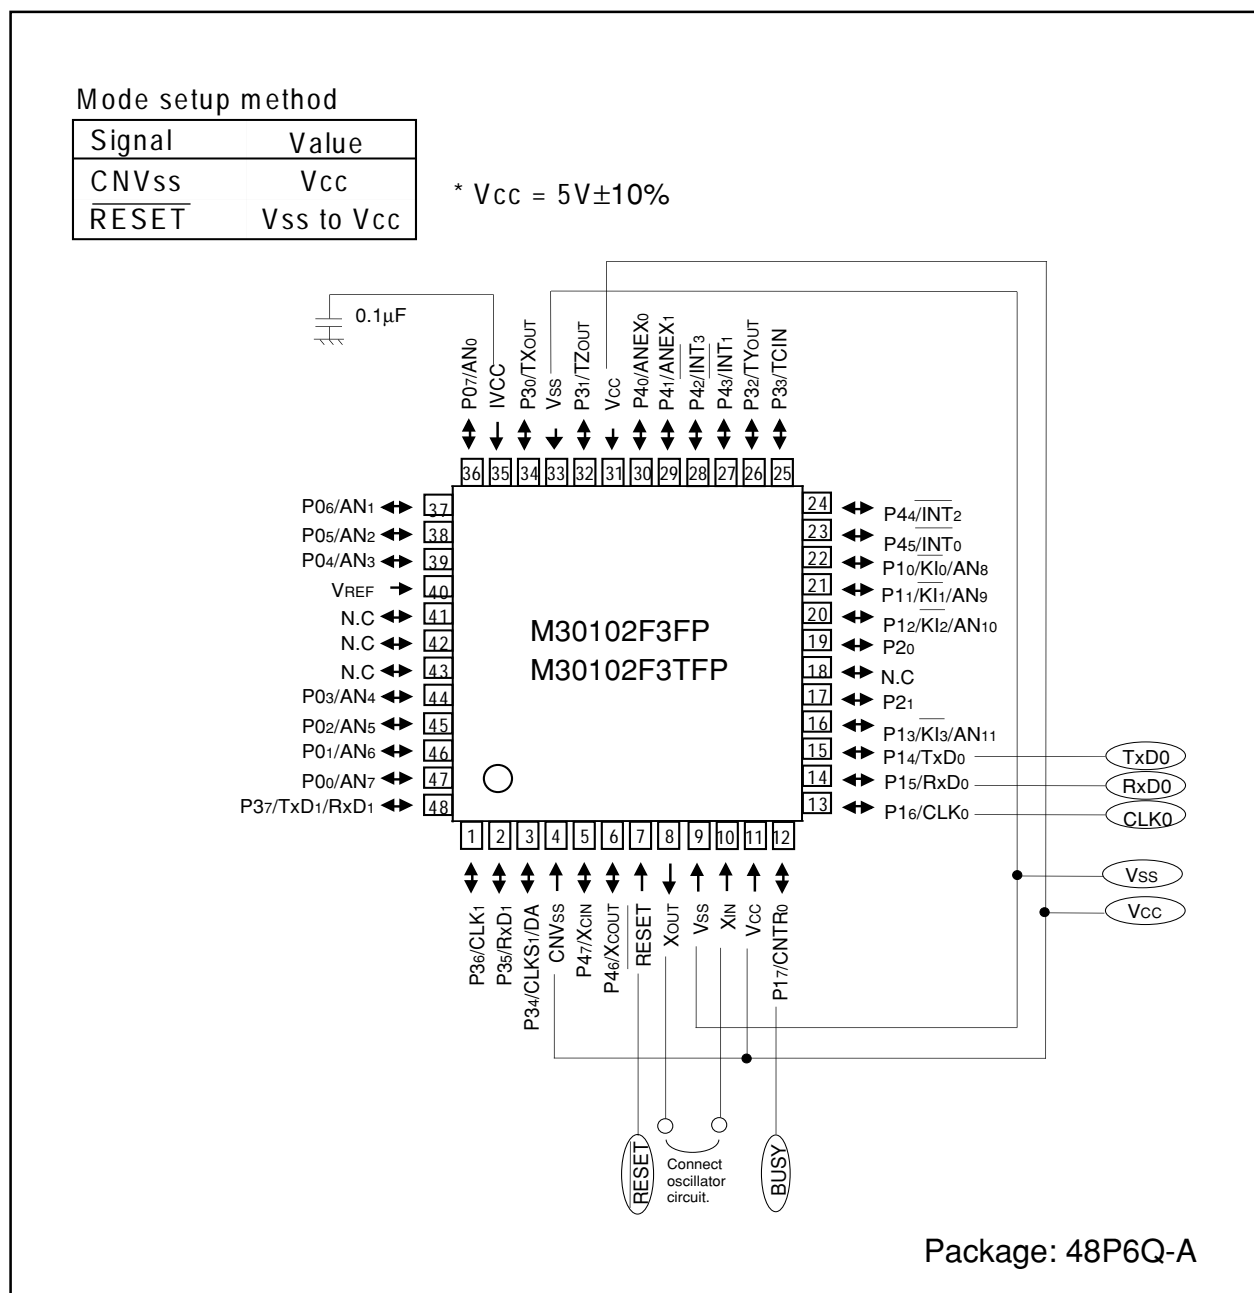 Mode setup method
Signal Value
CNVss Vcc
RESET Vss to Vcc
* Vcc = 5V±10%
0.1µF
P07/AN0
IVCC
P30/TXOUT
Vss
P31/TZOUT
Vcc
P40/ANEX0
P41/ANEX1
P42/INT3
P43/INT1
P32/TYOUT
P33/TCIN
36 35 34 33 32 31 30 29 28 27 26 25
P06/AN1 37
P05/AN2 38
P04/AN3 39
VREF 40
N.C 41
N.C 42
N.C 43
P03/AN4 44
P02/AN5 45
P01/AN6 46
P00/AN7 47
P37/TxD1/RxD1 48
M30102F3FP
M30102F3TFP
24 P44/INT2
23 P45/INT0
22 P10/KI0/AN8
21 P11/KI1/AN9
20 P12/KI2/AN10
19 P20
18 N.C
17 P21
16 P13/KI3/AN11
15 P14/TxD0 TxD0
14 P15/RxD0 RxD0
13 P16/CLK0 CLK0
Vss
Vcc
1 2 3 4 5 6 7 8 9 10 11 12
P36/CLK1
P35/RxD1
P34/CLKS1/DA
CNVss
P47/XCIN
P46/XCOUT
RESET
XOUT
Vss
XIN
Vcc
P17/CNTR0
RESET
Connect
oscillator
circuit.
BUSY
Package: 48P6Q-A